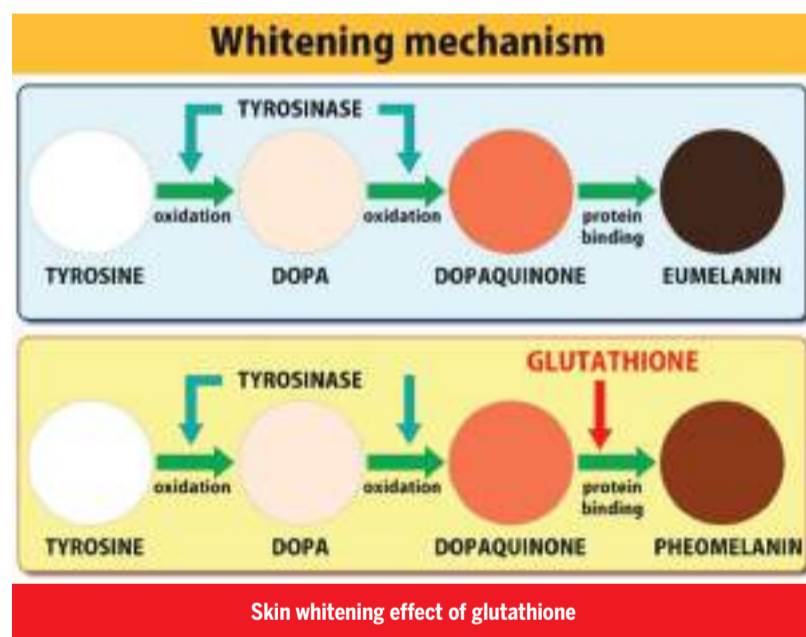 Whitening mechanism
TYROSINASE
oxidation
oxidation
protein
binding
TYROSINE
DOPA
DOPAQUINONE
EUMELANIN
GLUTATHIONE
TYROSINASE
oxidation
oxidation
protein
binding
TYROSINE
DOPA
DOPAQUINONE
PHEOMELANIN
Skin whitening effect of glutathione